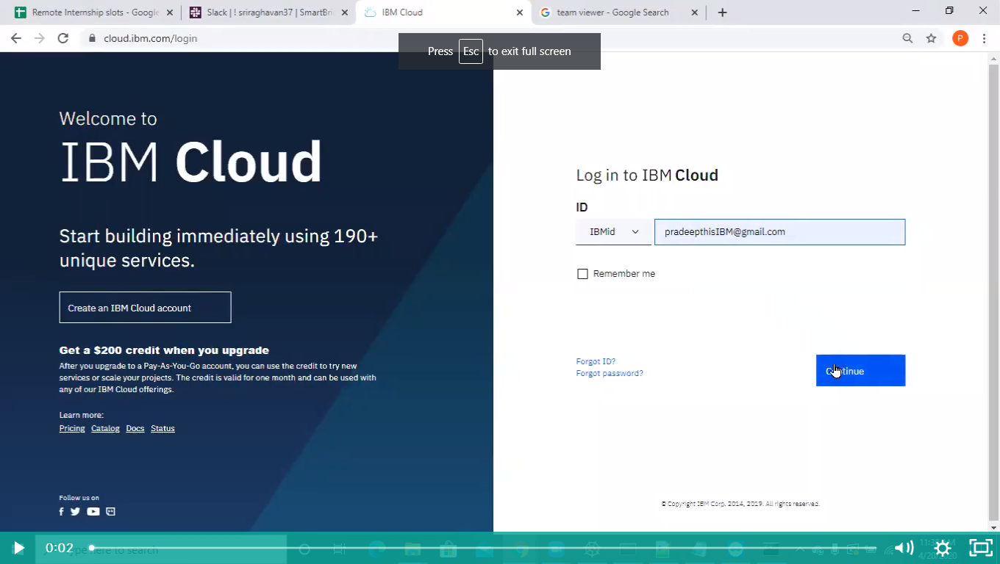 Remote Internship slots - Google
Slack | ! sriraghavan37 | SmartBri
IBM Cloud
team viewer - Google Search
cloud.ibm.com/login
P
Press Esc to exit full screen
Welcome to
IBM Cloud
Start building immediately using 190+
unique services.
Create an IBM Cloud account
Get a $200 credit when you upgrade
After you upgrade to a Pay-As-You-Go account, you can use the credit to try new
services or scale your projects. The credit is valid for one month and can be used with
any of our IBM Cloud offerings.
Learn more:
Pricing Catalog Docs Status
Follow us on
Log in to IBM Cloud
ID
IBMid
pradeepthisIBM@gmail.com
Remember me
Forgot ID?
Forgot password?
Continue
© Copyright IBM Corp. 2014, 2019. All rights reserved.
0:02
here to search
4/20/2020